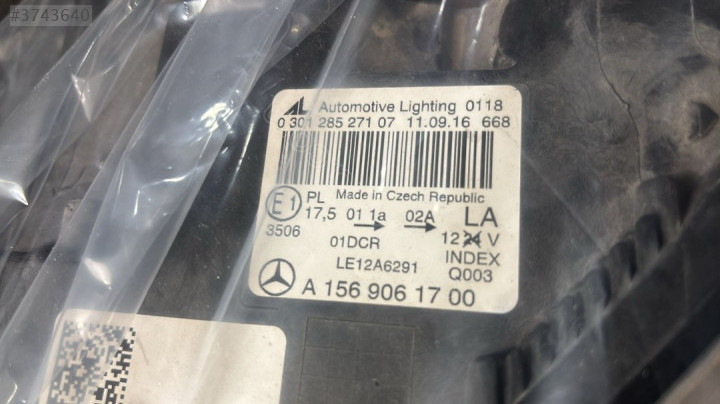 #3743640
AL Automotive Lighting 0118
0 301 285 271 07 11.09.16 668
Made in Czech Republic
E1 PL
17,5 01 1a 02A LA
3506
01DCR 12 24 V
INDEX
LE12A6291 Q003
A 156 906 17 00